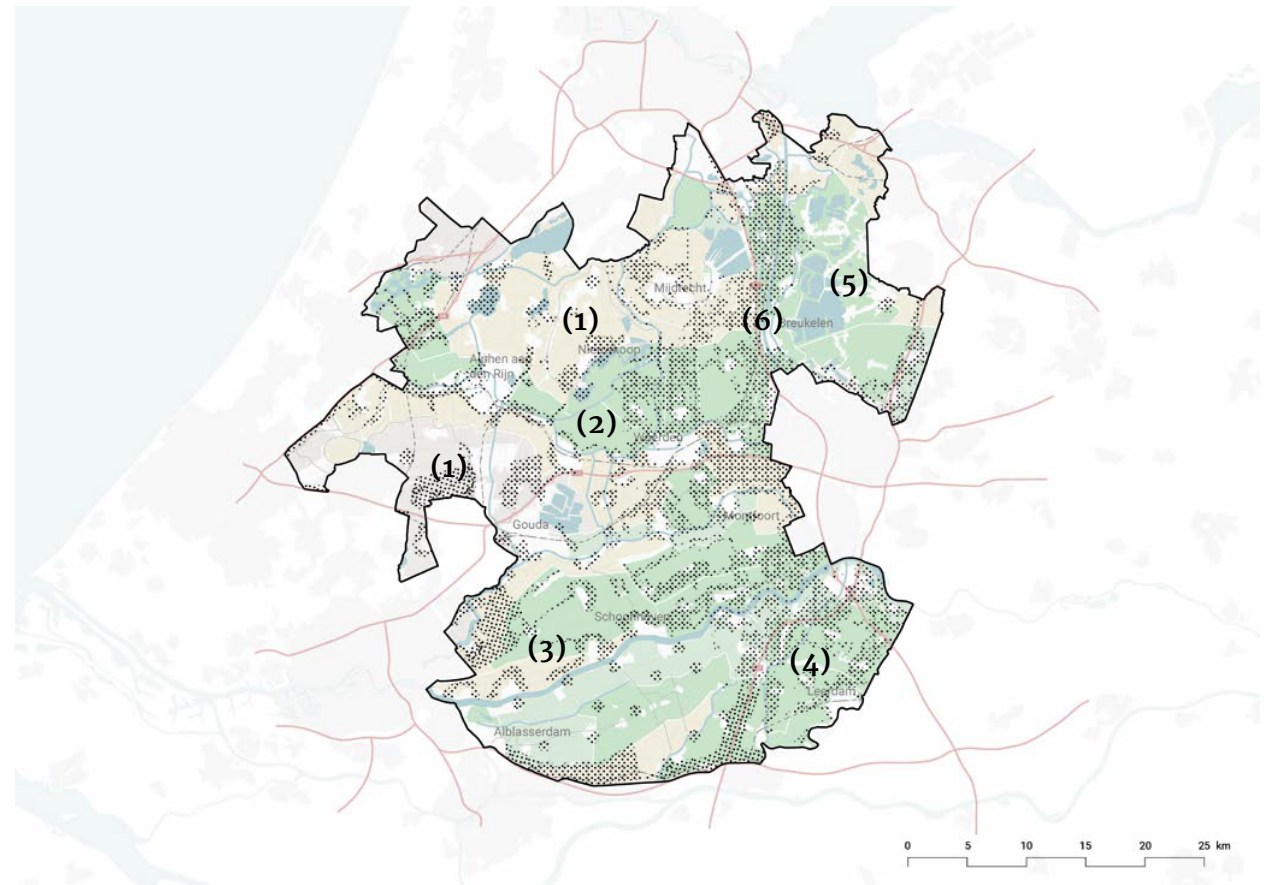 Mijdrecht
(5)
(1)
(6)
Breukelen
Nieuwkoop
Alphen aan
den Rijn
(2)
Woerden
(1)
Montfoort
Gouda
Schoonhoven
(3)
(4)
Leerdam
Alblasserdam
0 5 10 15 20 25 km